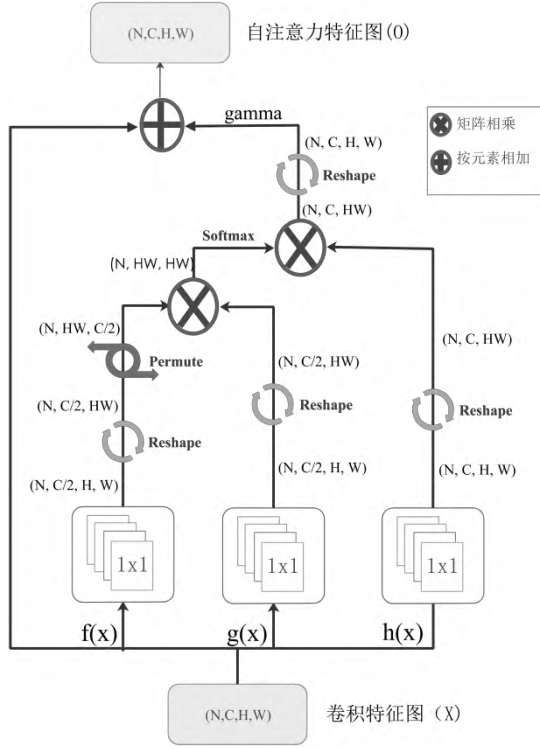 (N,C,H,W)
自注意力特征图(O)
gamma
矩阵相乘
按元素相加
(N, C, H, W)
Reshape
(N, C, HW)
Softmax
(N, HW, HW)
(N, HW, C/2)
Permute
(N, C/2, HW)
Reshape
(N, C, HW)
Reshape
(N, C/2, HW)
Reshape
(N, C/2, H, W)
(N, C/2, H, W)
(N, C, H, W)
1x1
1x1
1x1
f(x)
g(x)
h(x)
(N,C,H,W)
卷积特征图（X)